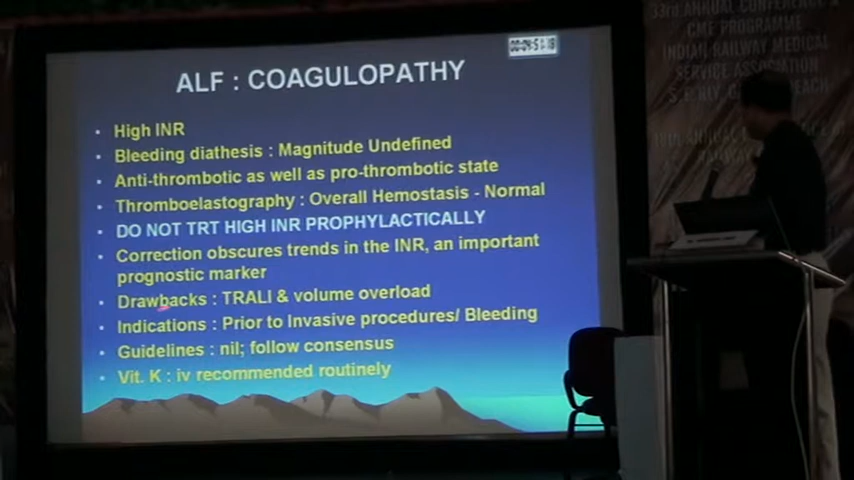 ALF : COAGULOPATHY
• High INR
• Bleeding diathesis : Magnitude Undefined
• Anti-thrombotic as well as pro-thrombotic state
• Thromboelastography : Overall Hemostasis - Normal
• DO NOT TRT HIGH INR PROPHYLACTICALLY
• Correction obscures trends in the INR, an important
prognostic marker
• Drawbacks : TRALI & volume overload
• Indications : Prior to Invasive procedures/ Bleeding
• Guidelines : nil; follow consensus
• Vit. K : iv recommended routinely
33rd ANNUAL CONFERENCE &
CME PROGRAMME
INDIAN RAILWAY MEDICAL
SERVICE